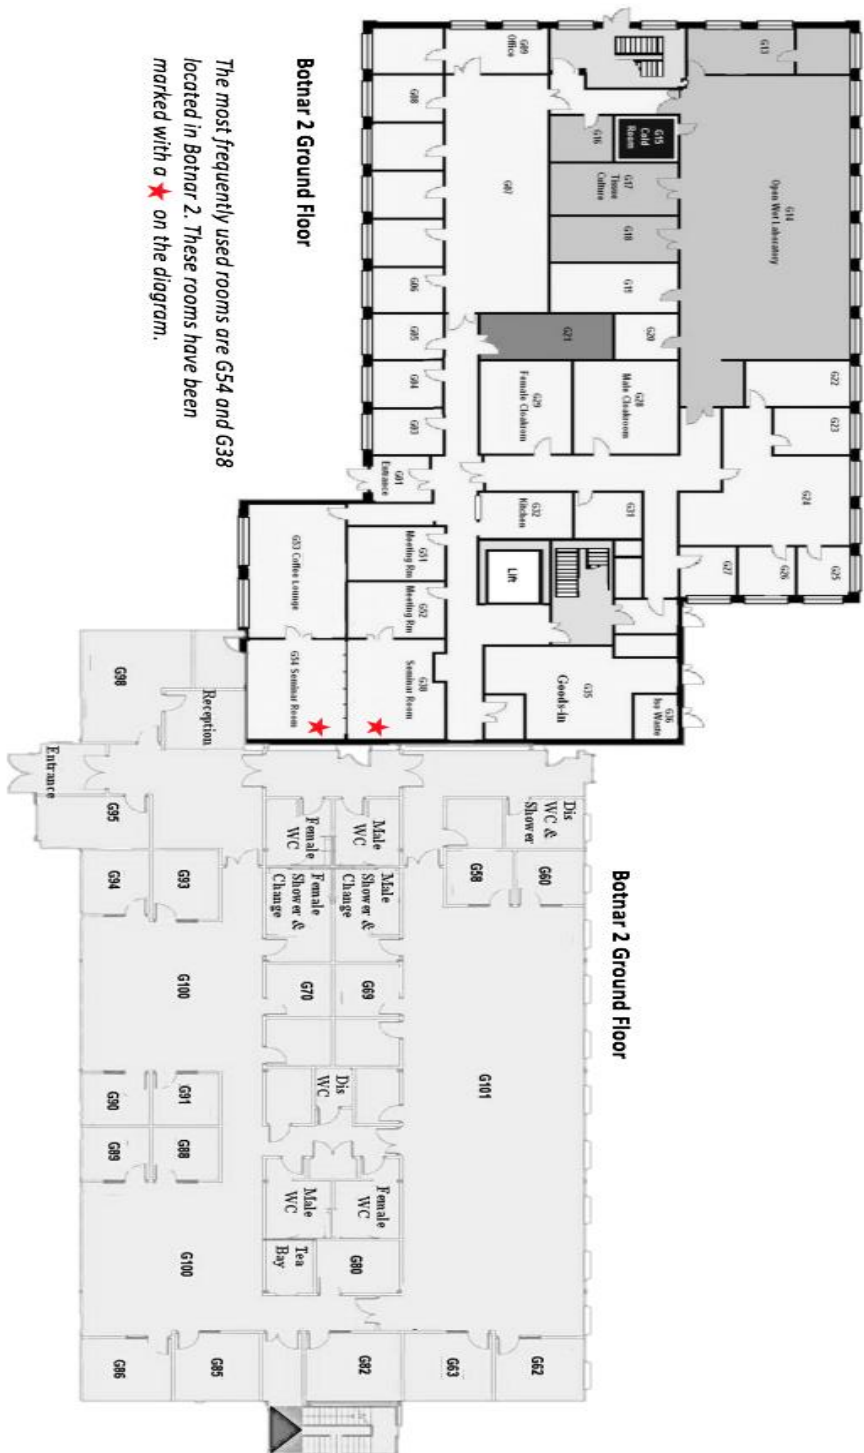 Botnar 2 Ground Floor
The most frequently used rooms are G54 and G38
located in Botnar 2. These rooms have been
marked with a ★ on the diagram.
G13
G14
Open Wet Laboratory
G22
G23
G24
G25
G26
G27
G15
Cold
Room
G16
G17
Tissue
Culture
G18
G19
G20
G21
G28
Male Cloakroom
G29
Female Cloakroom
G31
G32
Kitchen
Lift
G35
Goods-in
G36
Iso Waste
G09
Office
G07
G08
G06
G05
G04
G03
G01
Entrance
G51
Meeting Rm
G52
Meeting Rm
G38
Seminar Room
G53 Coffee Lounge
G54 Seminar Room
Botnar 2 Ground Floor
Dis
WC &
Shower
G60
G58
G62
G101
G63
Male
WC
Male
Shower &
Change
G69
Female
WC
G80
G82
Female
WC
Female
Shower &
Change
G70
Dis
WC
Male
WC
Tea
Bay
Reception
G93
G100
G91
G88
G100
G85
G98
G95
G94
G90
G89
G86
Entrance